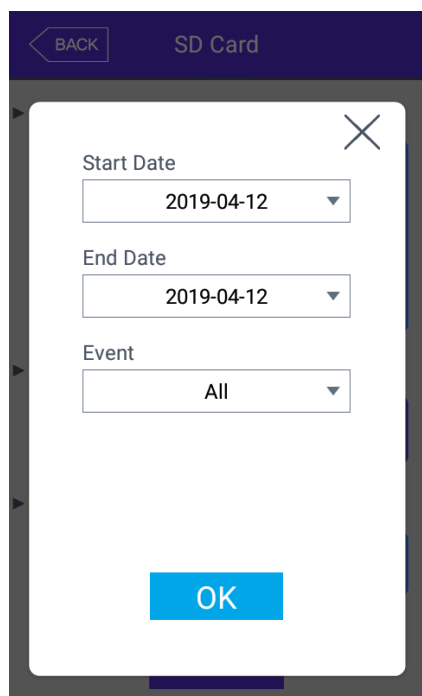 BACK
SD Card
Start Date
2019-04-12
End Date
2019-04-12
Event
All
OK